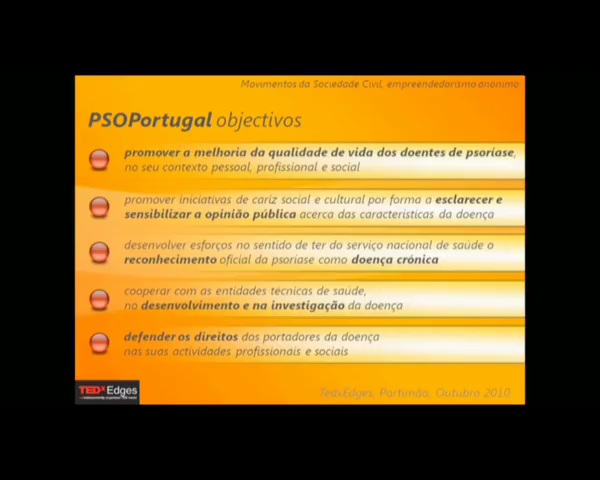 Movimentos da Sociedade Civil, empreendedorismo anónimo
PSOPortugal objectivos
promover a melhoria da qualidade de vida dos doentes de psoríase,
no seu contexto pessoal, profissional e social
promover iniciativas de cariz social e cultural por forma a esclarecer e
sensibilizar a opinião pública acerca das características da doença
desenvolver esforços no sentido de ter do serviço nacional de saúde o
reconhecimento oficial da psoríase como doença crónica
cooperar com as entidades técnicas de saúde,
no desenvolvimento e na investigação da doença
defender os direitos dos portadores da doença
nas suas actividades profissionais e sociais
TEDxEdges
TedxEdges, Partunão, Outubro 2010